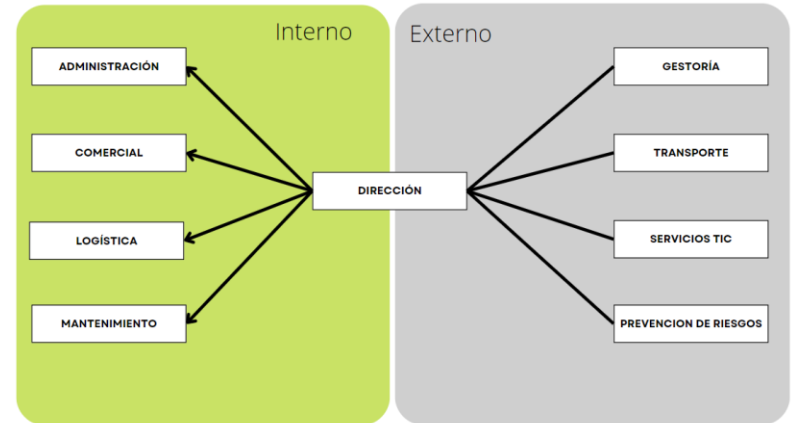 Interno
Externo
ADMINISTRACIÓN
COMERCIAL
LOGÍSTICA
MANTENIMIENTO
DIRECCIÓN
GESTORÍA
TRANSPORTE
SERVICIOS TIC
PREVENCION DE RIESGOS